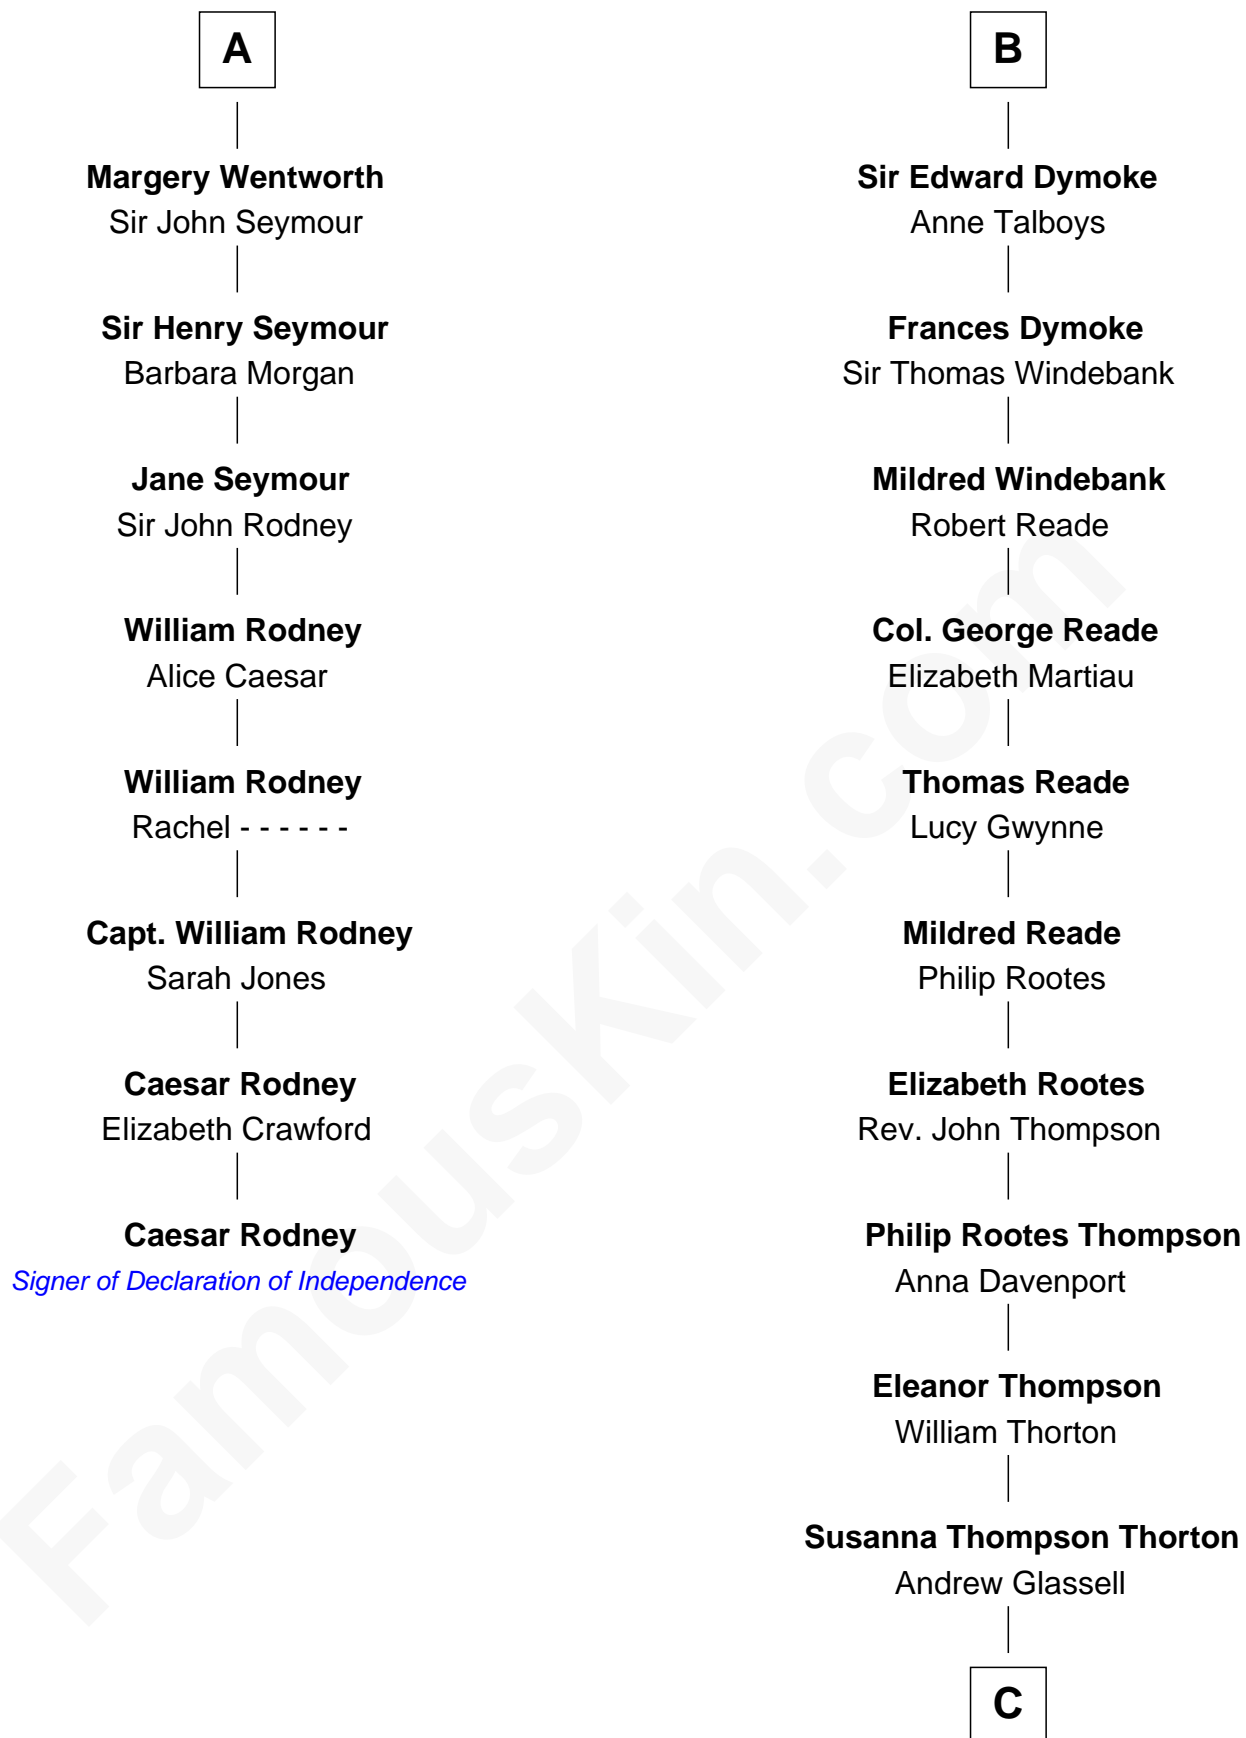 A
Margery Wentworth
Sir John Seymour
Sir Henry Seymour
Barbara Morgan
Jane Seymour
Sir John Rodney
William Rodney
Alice Caesar
William Rodney
Rachel - - - - - -
Capt. William Rodney
Sarah Jones
Caesar Rodney
Elizabeth Crawford
Caesar Rodney
Signer of Declaration of Independence
B
Sir Edward Dymoke
Anne Talboys
Frances Dymoke
Sir Thomas Windebank
Mildred Windebank
Robert Reade
Col. George Reade
Elizabeth Martiau
Thomas Reade
Lucy Gwynne
Mildred Reade
Philip Rootes
Elizabeth Rootes
Rev. John Thompson
Philip Rootes Thompson
Anna Davenport
Eleanor Thompson
William Thorton
Susanna Thompson Thorton
Andrew Glassell
C
FamousKin.com